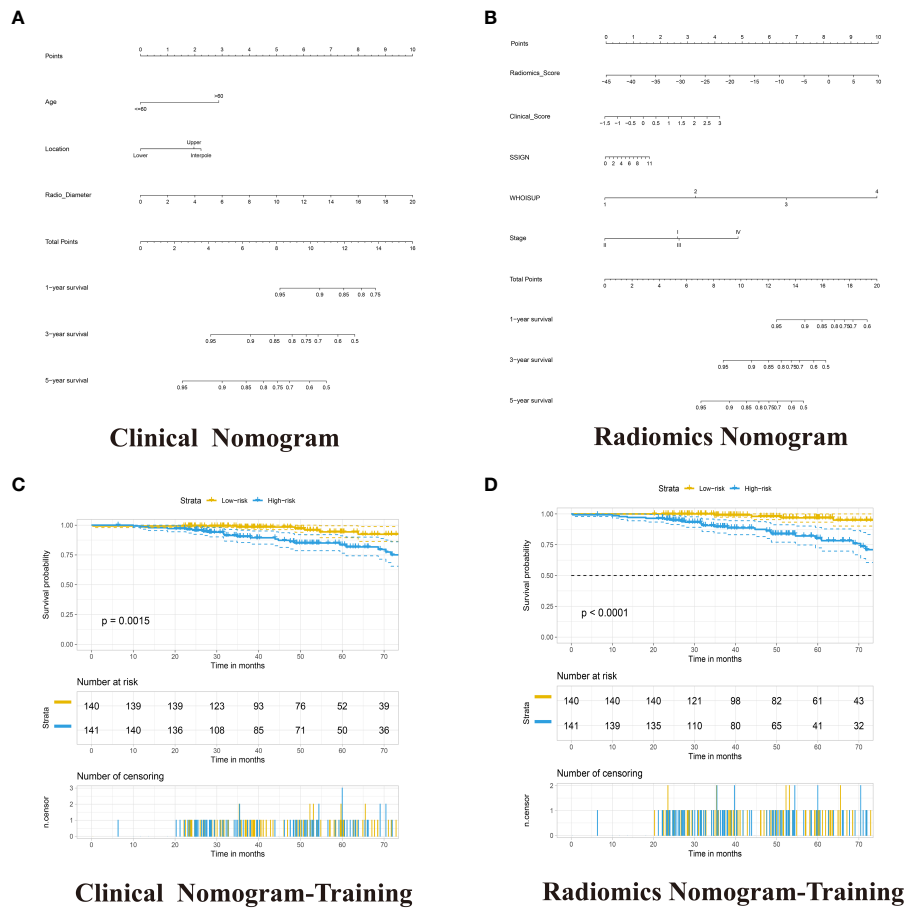 A
Points
0 1 2 3 4 5 6 7 8 9 10
Age
<=60 >60
Location
Lower Upper Interpole
Radio_Diameter
0 2 4 6 8 10 12 14 16 18 20
Total Points
0 2 4 6 8 10 12 14 16
1-year survival
0.95 0.9 0.85 0.8 0.75
3-year survival
0.95 0.9 0.85 0.8 0.75 0.7 0.6 0.5
5-year survival
0.95 0.9 0.85 0.8 0.75 0.7 0.6 0.5
Clinical Nomogram
B
Points
0 1 2 3 4 5 6 7 8 9 10
Radiomics_Score
-45 -40 -35 -30 -25 -20 -15 -10 -5 0 5 10
Clinical_Score
-1.5 -1 -0.5 0 0.5 1 1.5 2 2.5 3
SSIGN
0 2 4 6 8 11
WHOISUP
1 2 3 4
Stage
II I III IV
Total Points
0 2 4 6 8 10 12 14 16 18 20
1-year survival
0.95 0.9 0.85 0.8 0.75 0.7 0.6
3-year survival
0.95 0.9 0.85 0.8 0.75 0.7 0.6 0.5
5-year survival
0.95 0.9 0.85 0.8 0.75 0.7 0.6 0.5
Radiomics Nomogram
C
Strata Low-risk High-risk
Survival probability
1.00
0.75
0.50
0.25
0.00
p = 0.0015
0 10 20 30 40 50 60 70
Time in months
Number at risk
Strata
140 139 139 123 93 76 52 39
141 140 136 108 85 71 50 36
0 10 20 30 40 50 60 70
Time in months
Number of censoring
n.censor
3
2
1
0
0 10 20 30 40 50 60 70
Time in months
Clinical Nomogram-Training
D
Strata Low-risk High-risk
Survival probability
1.00
0.75
0.50
0.25
0.00
p < 0.0001
0 10 20 30 40 50 60 70
Time in months
Number at risk
Strata
140 140 140 121 98 82 61 43
141 139 135 110 80 65 41 32
0 10 20 30 40 50 60 70
Time in months
Number of censoring
n.censor
2
1
0
0 10 20 30 40 50 60 70
Time in months
Radiomics Nomogram-Training